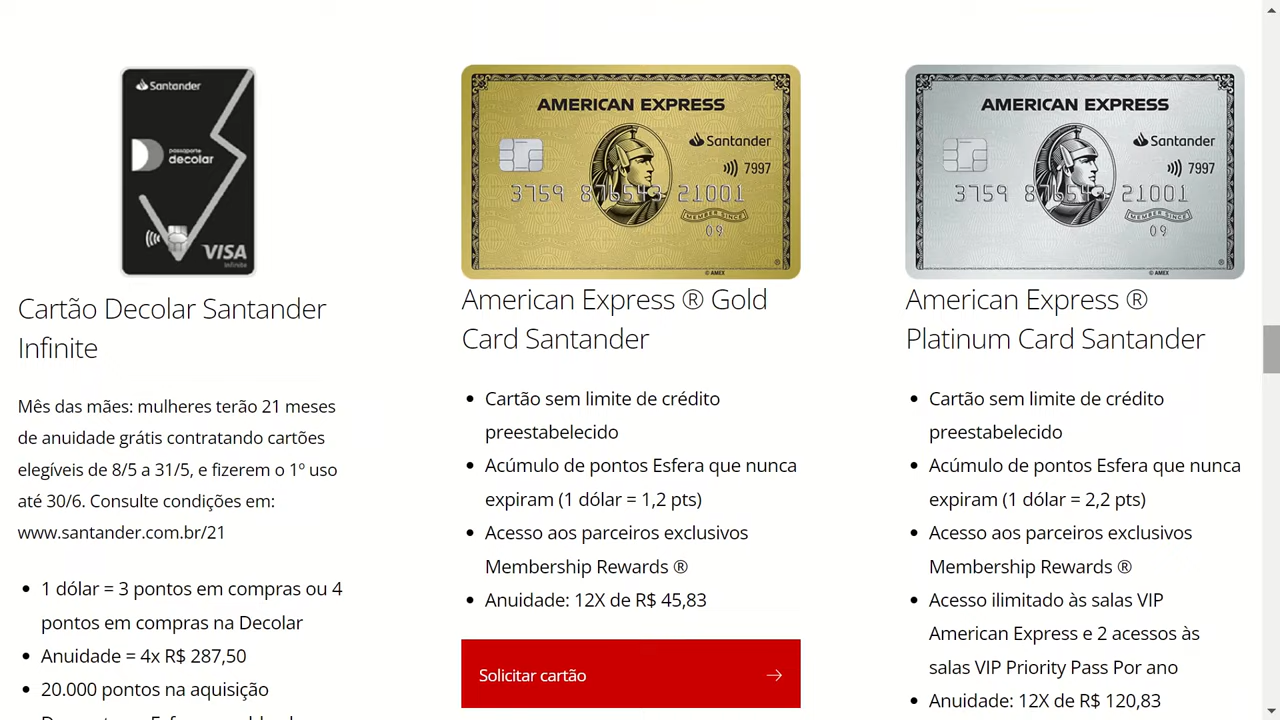 Santander
passaporte
decolar
VISA
Infinite
Cartão Decolar Santander
Infinite
Mês das mães: mulheres terão 21 meses
de anuidade grátis contratando cartões
elegíveis de 8/5 a 31/5, e fizerem o 1º uso
até 30/6. Consulte condições em:
www.santander.com.br/21
1 dólar = 3 pontos em compras ou 4
pontos em compras na Decolar
Anuidade = 4x R$ 287,50
20.000 pontos na aquisição
AMERICAN EXPRESS
Santander
7997
3759 876543 21001
MEMBER SINCE
09
®
© AMEX
American Express ® Gold
Card Santander
Cartão sem limite de crédito
preestabelecido
Acúmulo de pontos Esfera que nunca
expiram (1 dólar = 1,2 pts)
Acesso aos parceiros exclusivos
Membership Rewards ®
Anuidade: 12X de R$ 45,83
Solicitar cartão
AMERICAN EXPRESS
Santander
7997
3759 876543 21001
MEMBER SINCE
09
®
© AMEX
American Express ®
Platinum Card Santander
Cartão sem limite de crédito
preestabelecido
Acúmulo de pontos Esfera que nunca
expiram (1 dólar = 2,2 pts)
Acesso aos parceiros exclusivos
Membership Rewards ®
Acesso ilimitado às salas VIP
American Express e 2 acessos às
salas VIP Priority Pass Por ano
Anuidade: 12X de R$ 120,83